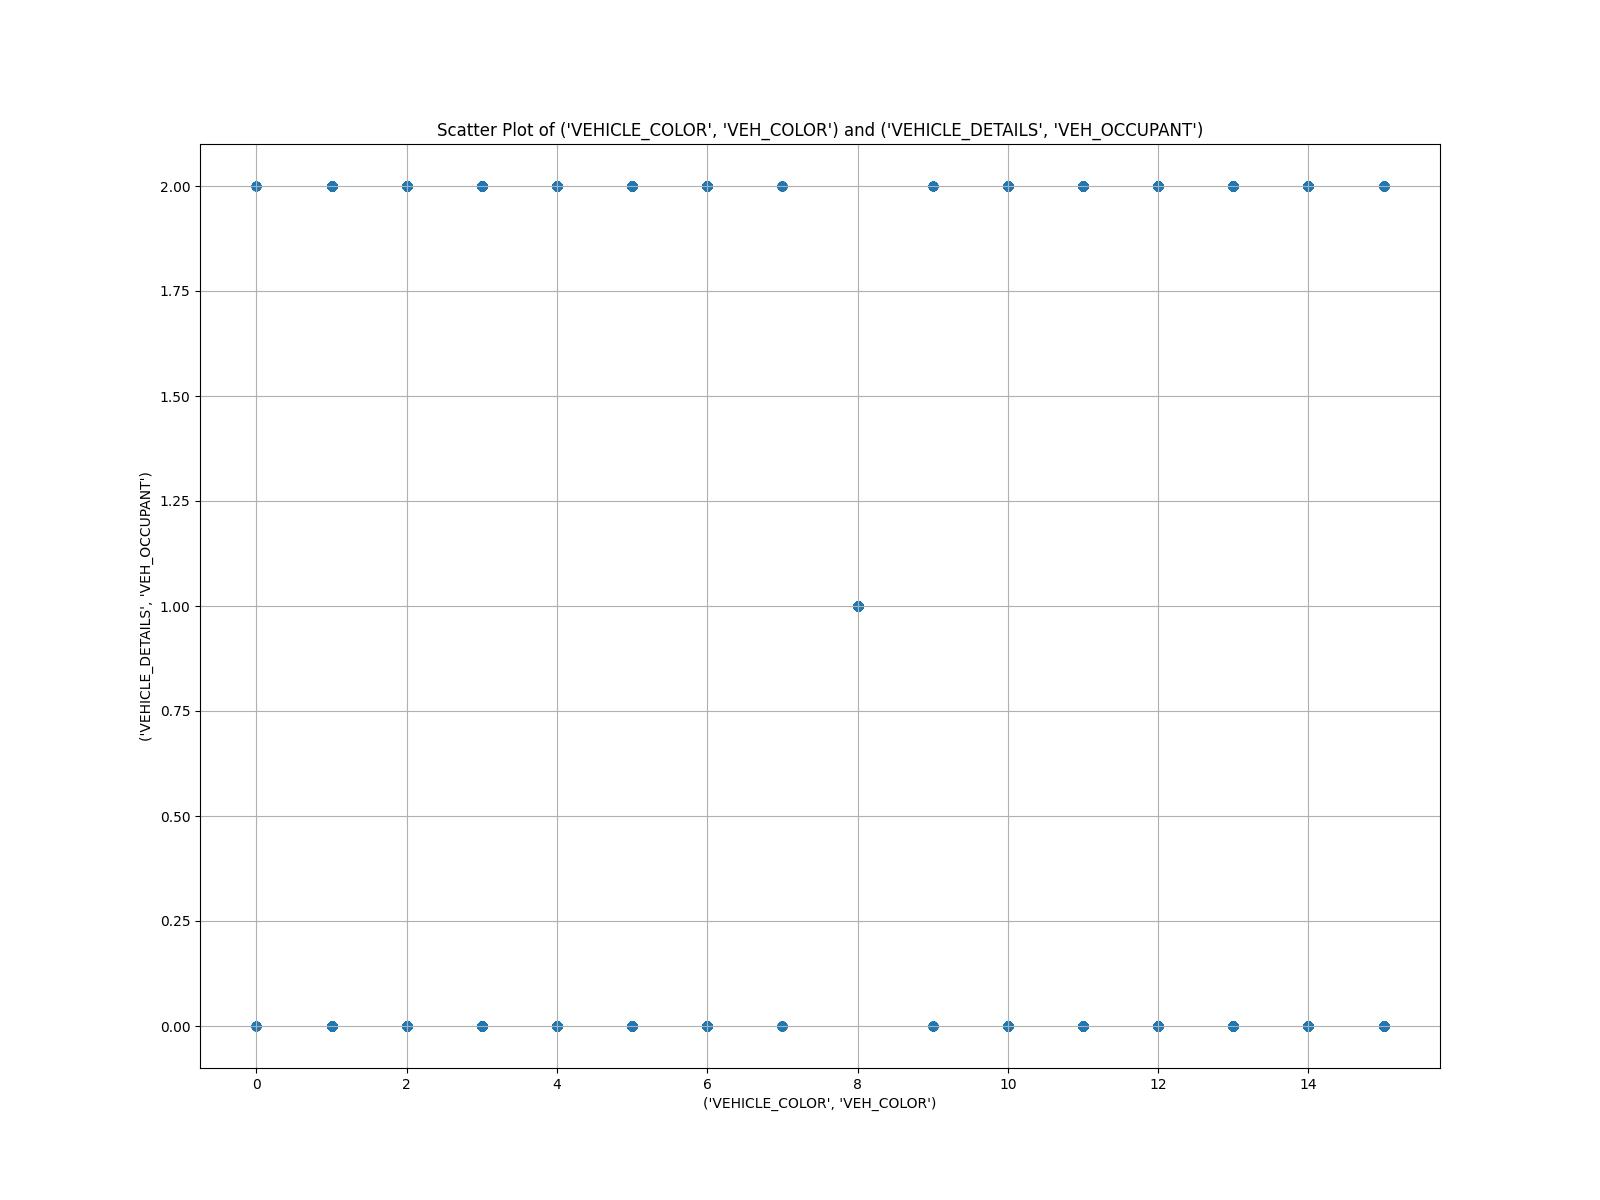 Scatter Plot of ('VEHICLE_COLOR', 'VEH_COLOR') and ('VEHICLE_DETAILS', 'VEH_OCCUPANT')
('VEHICLE_DETAILS', 'VEH_OCCUPANT')
2.00
1.75
1.50
1.25
1.00
0.75
0.50
0.25
0.00
0 2 4 6 8 10 12 14
('VEHICLE_COLOR', 'VEH_COLOR')